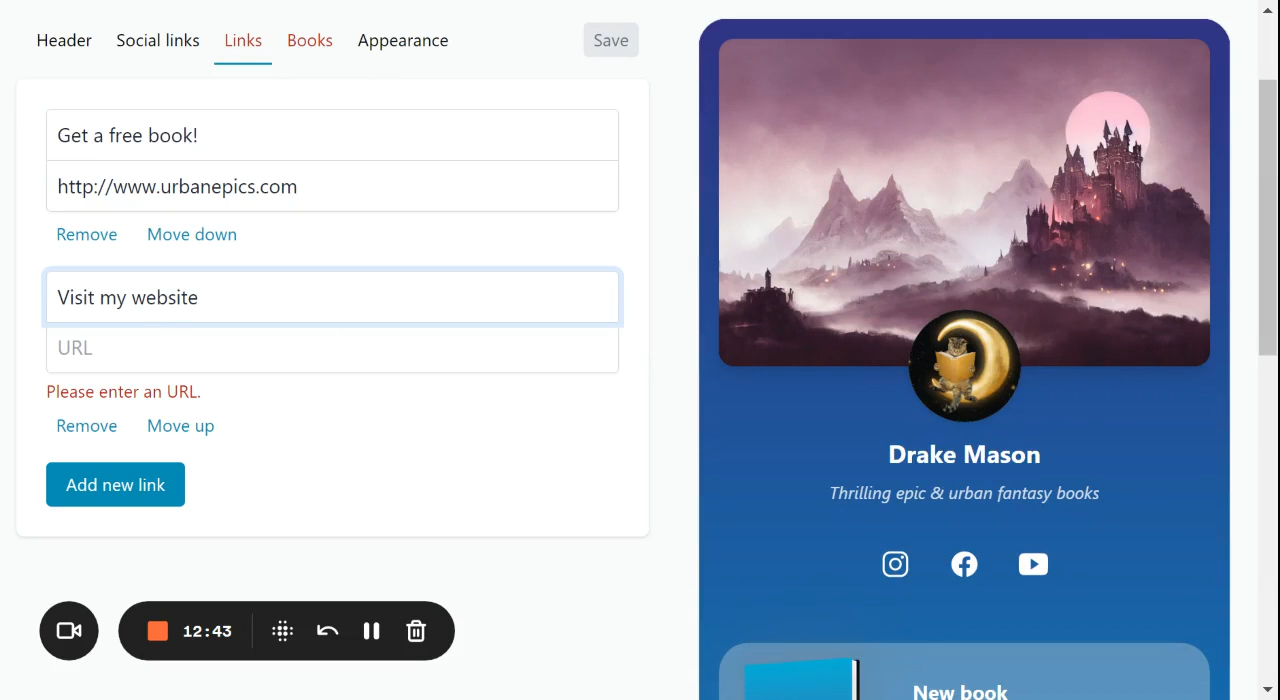 Header Social links Links Books Appearance Save
Get a free book!
http://www.urbanepics.com
Remove Move down
Visit my website
URL
Please enter an URL.
Remove Move up
Add new link
12:43
Drake Mason
Thrilling epic & urban fantasy books
New book